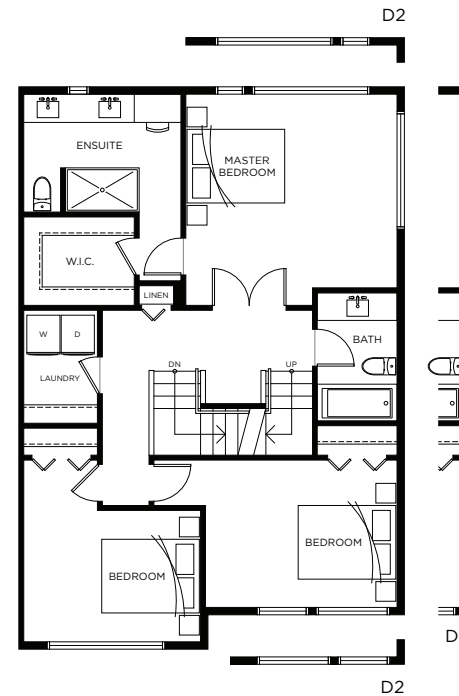 D2
ENSUITE
MASTER
BEDROOM
W.I.C.
LINEN
W
D
BATH
DN
UP
LAUNDRY
BEDROOM
BEDROOM
D
D2